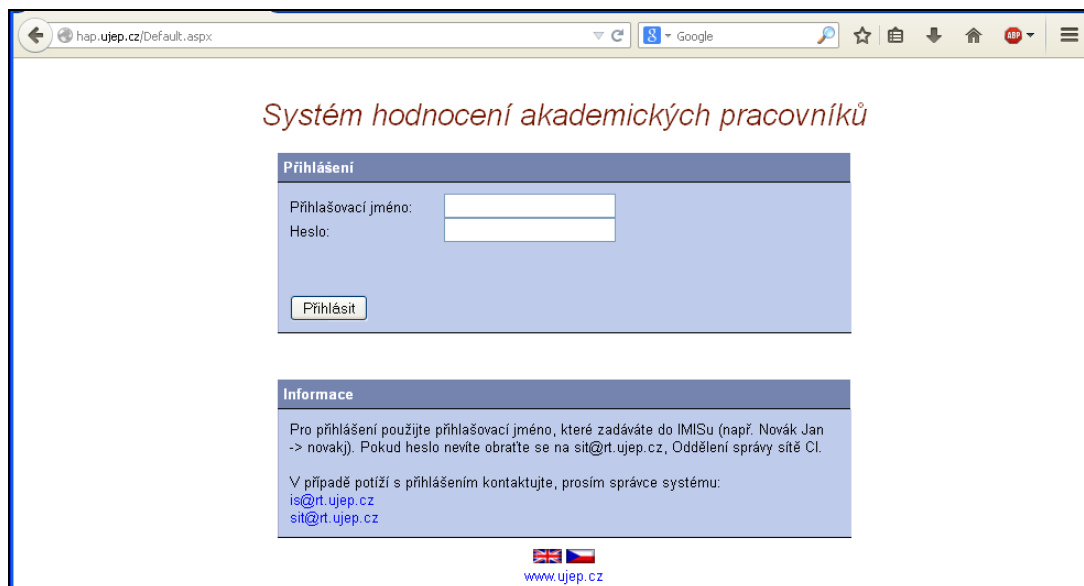 hap.ujep.cz/Default.aspx
8 Google
ABP
Systém hodnocení akademických pracovníků
Přihlášení
Přihlašovací jméno:
Heslo:
Přihlásit
Informace
Pro přihlášení použijte přihlašovací jméno, které zadáváte do IMISu (např. Novák Jan
-> novakj). Pokud heslo nevíte obraťte se na sit@rt.ujep.cz, Oddělení správy sítě CI.
V případě potíží s přihlášením kontaktujte, prosím správce systému:
is@rt.ujep.cz
sit@rt.ujep.cz
www.ujep.cz